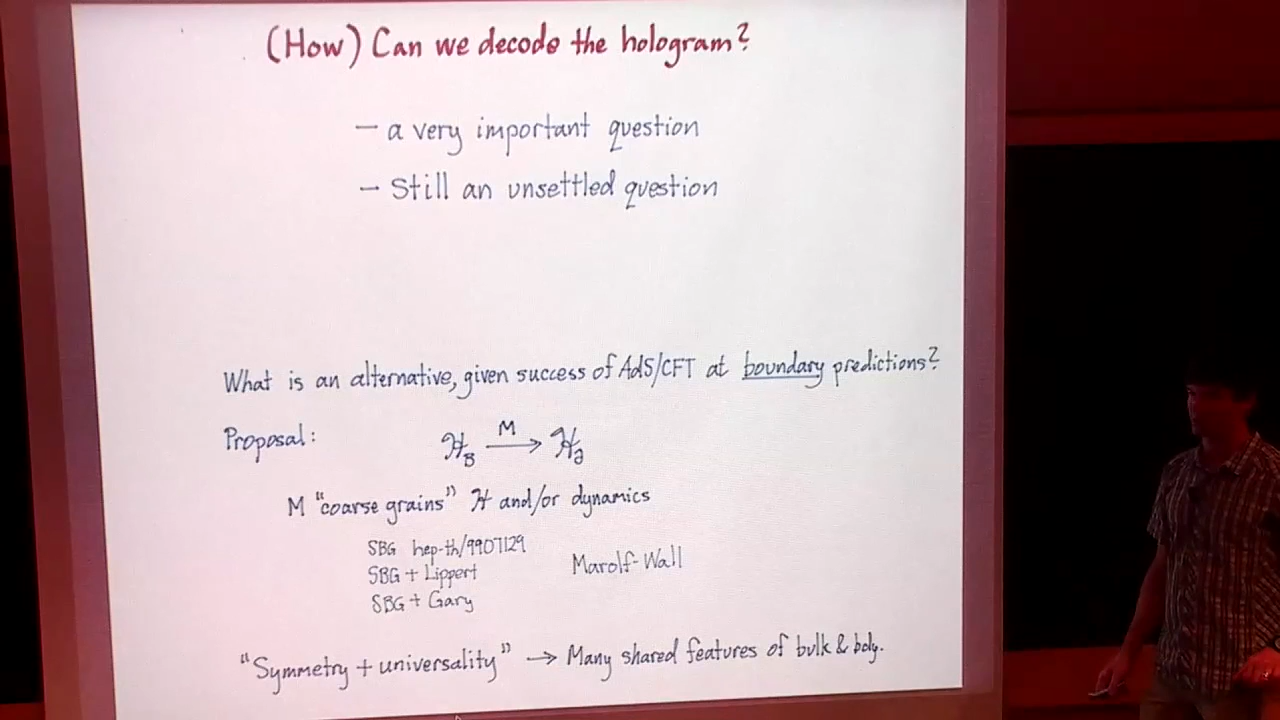 (How) Can we decode the hologram?
– a very important question
– Still an unsettled question
What is an alternative, given success of AdS/CFT at boundary predictions?
Proposal: ℋ_B —M→ ℋ_∂
M "coarse grains" ℋ and/or dynamics
SBG hep-th/9907129
SBG + Lippert Marolf-Wall
SBG + Gary
"Symmetry + universality" → Many shared features of bulk & bdy.